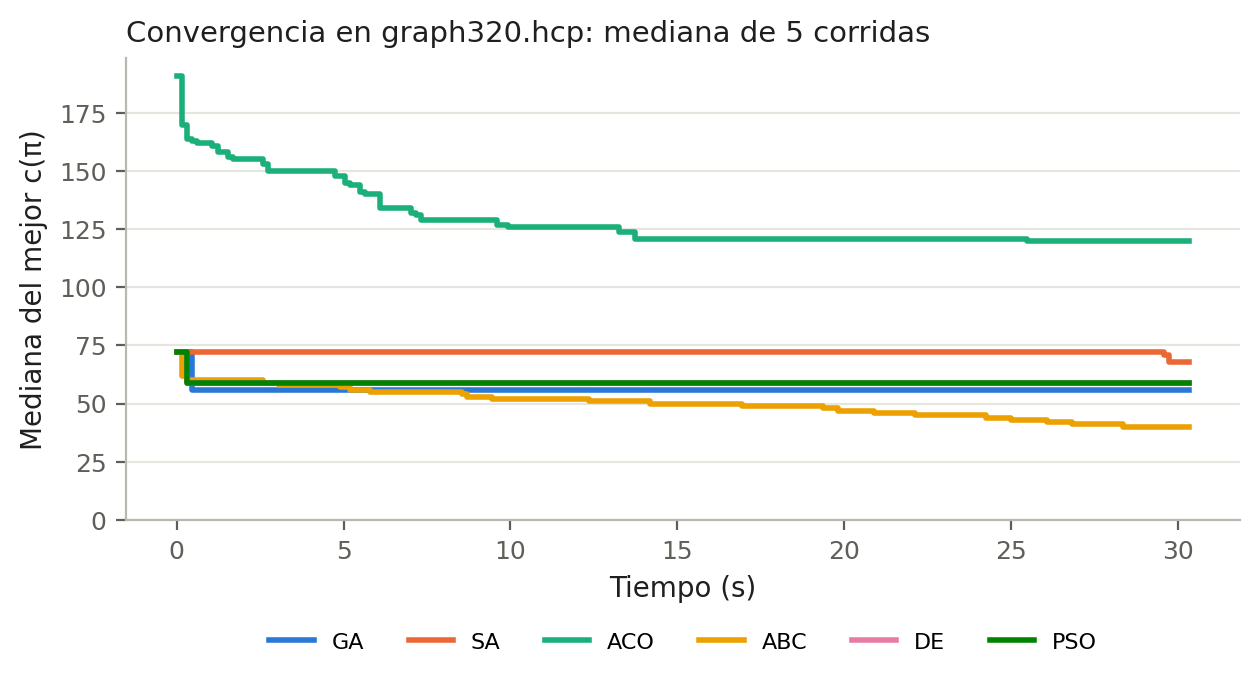 Convergencia en graph320.hcp: mediana de 5 corridas
Mediana del mejor c(π)
175
150
125
100
75
50
25
0
0 5 10 15 20 25 30
Tiempo (s)
GA SA ACO ABC DE PSO